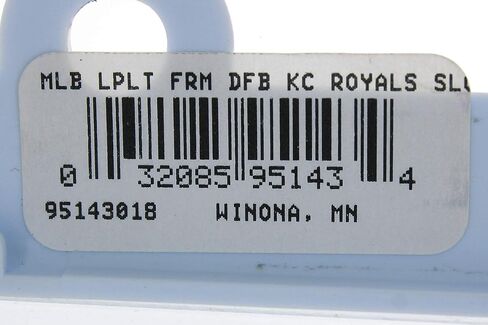 MLB LPLT FRM DFB KC ROYALS
0 32085 95143 4
95143018 WINONA, MN